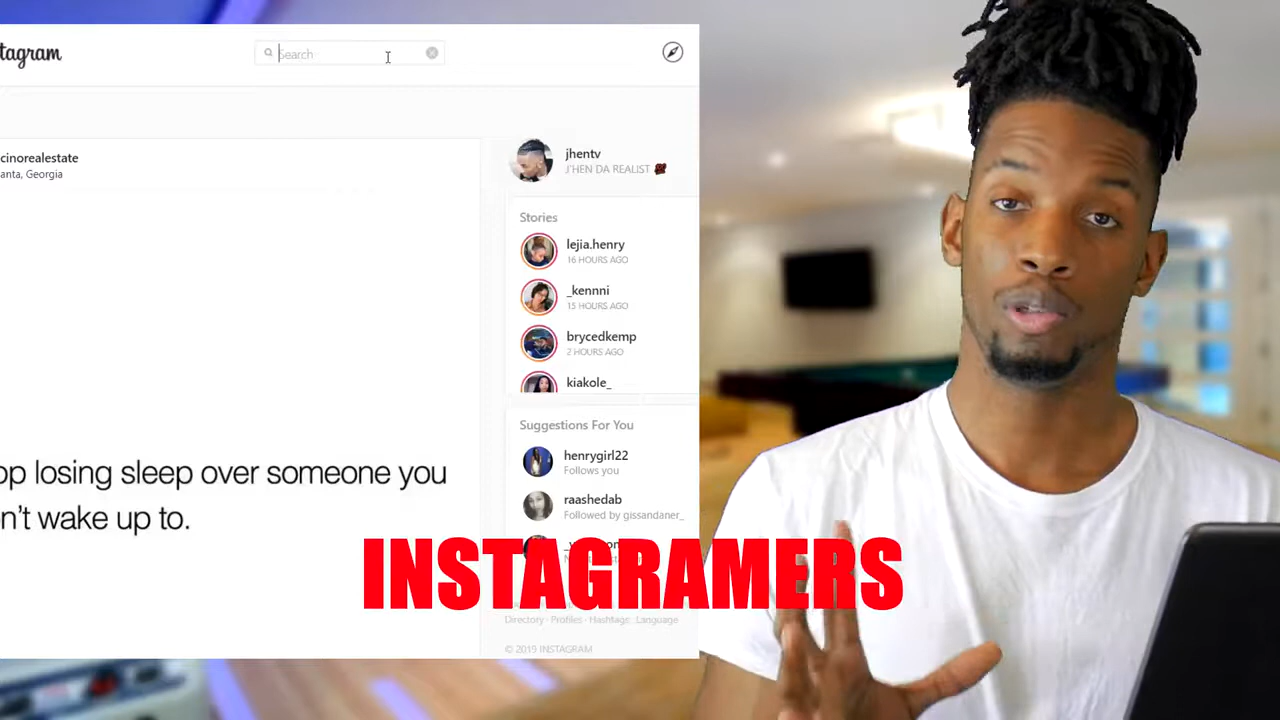 tagram
Search
cinorealestate
anta, Georgia
jhentv
J'HEN DA REALIST 💯
Stories
lejia.henry
16 HOURS AGO
_kennni
15 HOURS AGO
brycedkemp
2 HOURS AGO
kiakole_
Suggestions For You
henrygirl22
Follows you
raashedab
Followed by gissandaner_
op losing sleep over someone you
n't wake up to.
INSTAGRAMERS
Directory · Profiles · Hashtags · Language
© 2019 INSTAGRAM